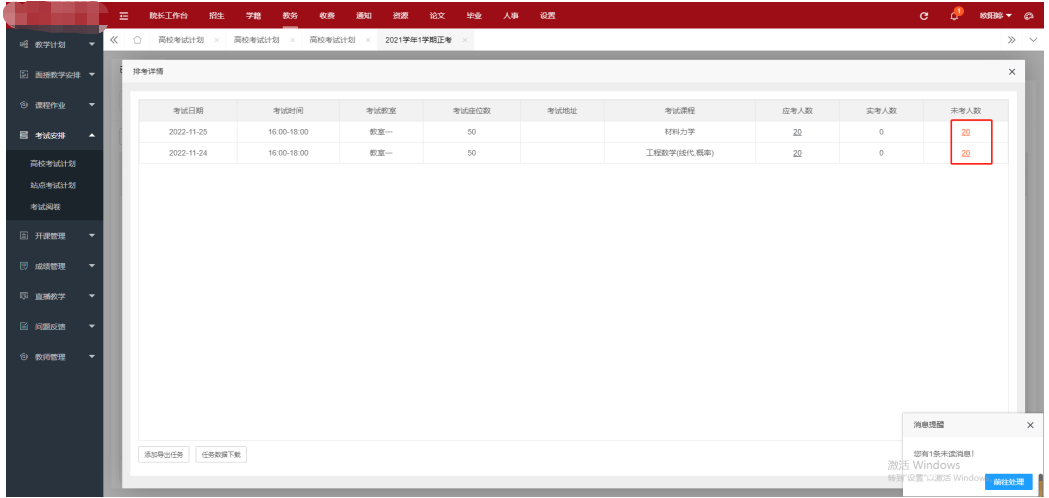 院长工作台 招生 学籍 教务 收费 通知 资源 论文 毕业 人事 设置 1 欧阳婷
高校考试计划 × 高校考试计划 × 高校考试计划 × 2021学年1学期正考 ×
教学计划
面授教学安排
课程作业
考试安排
高校考试计划
站点考试计划
考试阅卷
开课管理
成绩管理
直播教学
问题反馈
教师管理
排考详情
考试日期 考试时间 考试教室 考试座位数 考试地址 考试课程 应考人数 实考人数 未考人数
2022-11-25 16:00-18:00 教室一 50 材料力学 20 0 20
2022-11-24 16:00-18:00 教室一 50 工程数学(线代,概率) 20 0 20
添加导出任务 任务数据下载
消息提醒
您有1条未读消息!
激活 Windows
转到"设置"以激活 Window
前往处理